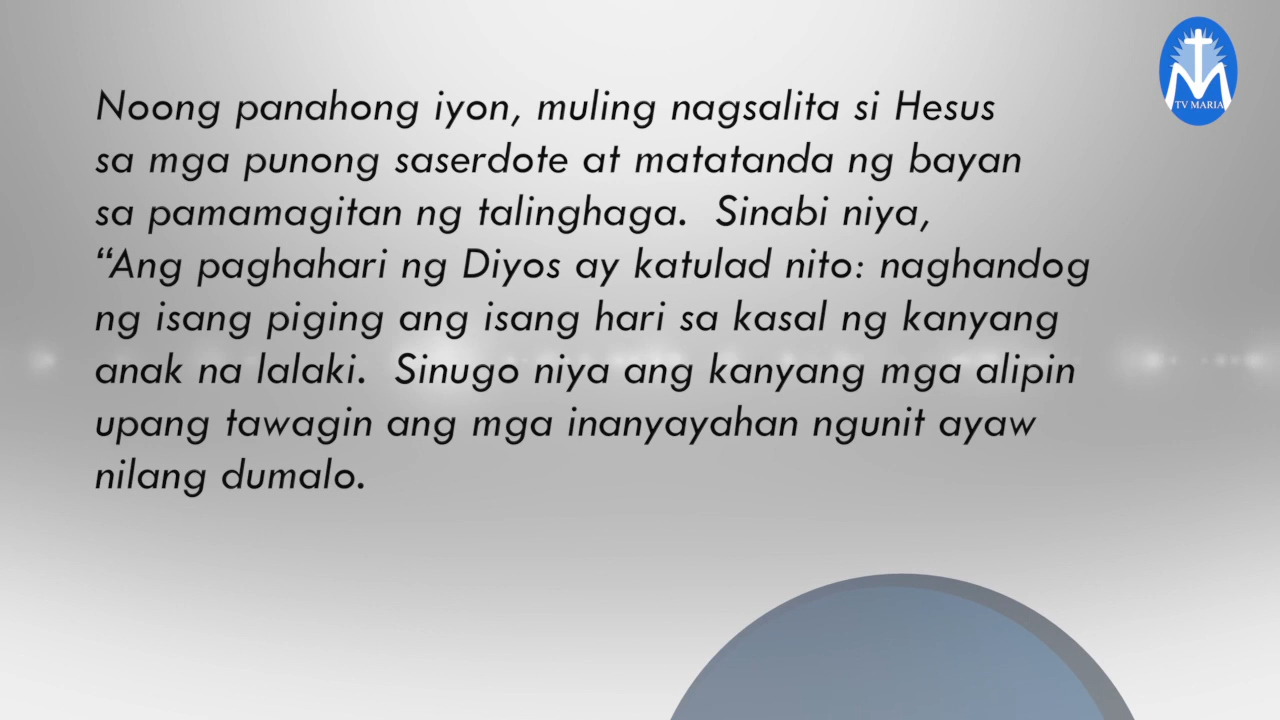 Noong panahong iyon, muling nagsalita si Hesus
sa mga punong saserdote at matatanda ng bayan
sa pamamagitan ng talinghaga.  Sinabi niya,
“Ang paghahari ng Diyos ay katulad nito: naghandog
ng isang piging ang isang hari sa kasal ng kanyang
anak na lalaki.  Sinugo niya ang kanyang mga alipin
upang tawagin ang mga inanyayahan ngunit ayaw
nilang dumalo.
TV MARIA